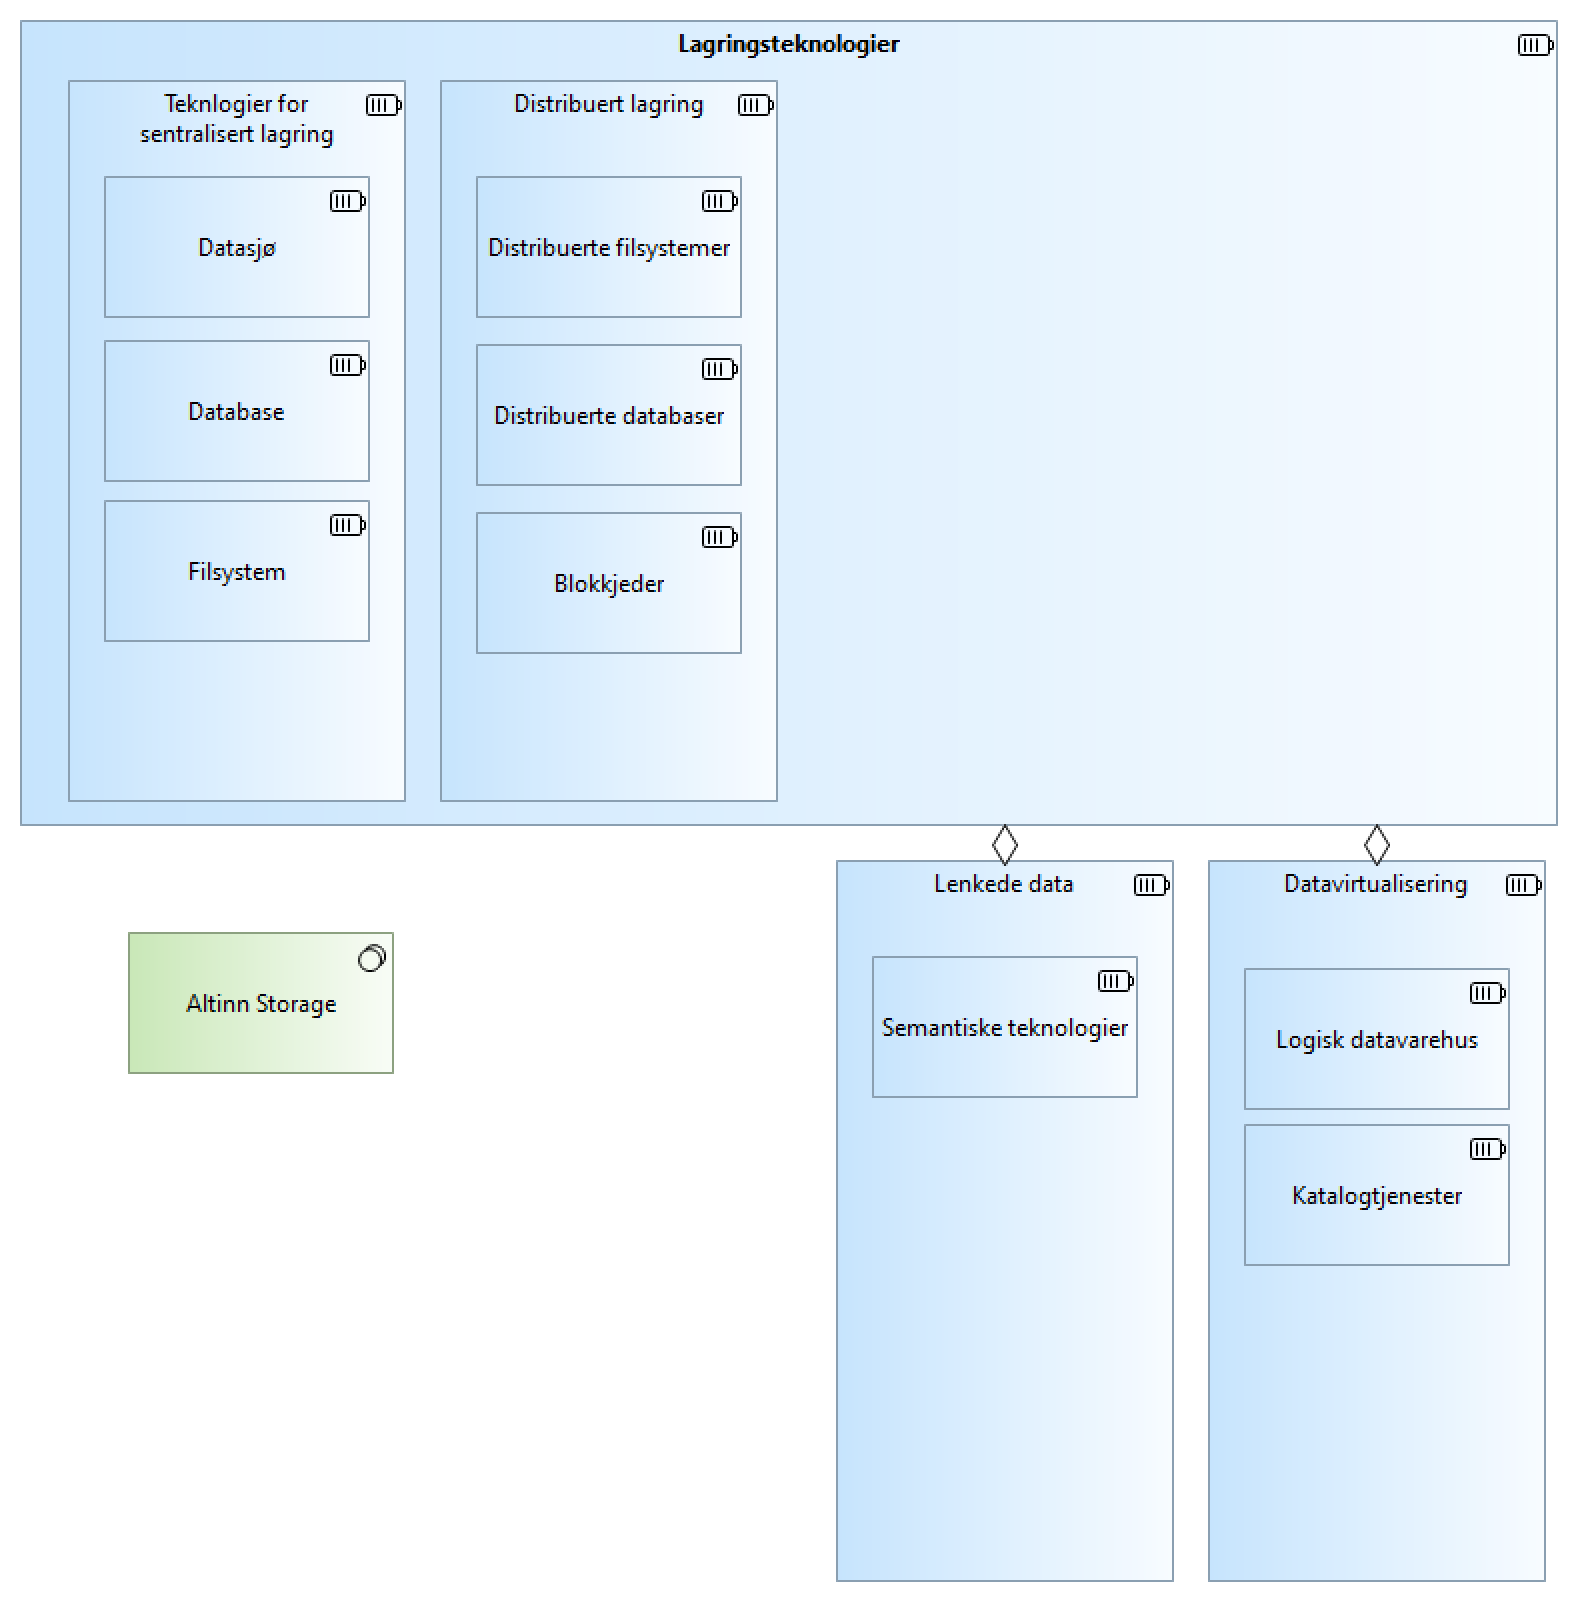 Lagringsteknologier
Teknlogier for
sentralisert lagring
Datasjø
Database
Filsystem
Distribuert lagring
Distribuerte filsystemer
Distribuerte databaser
Blokkjeder
Altinn Storage
Lenkede data
Semantiske teknologier
Datavirtualisering
Logisk datavarehus
Katalogtjenester